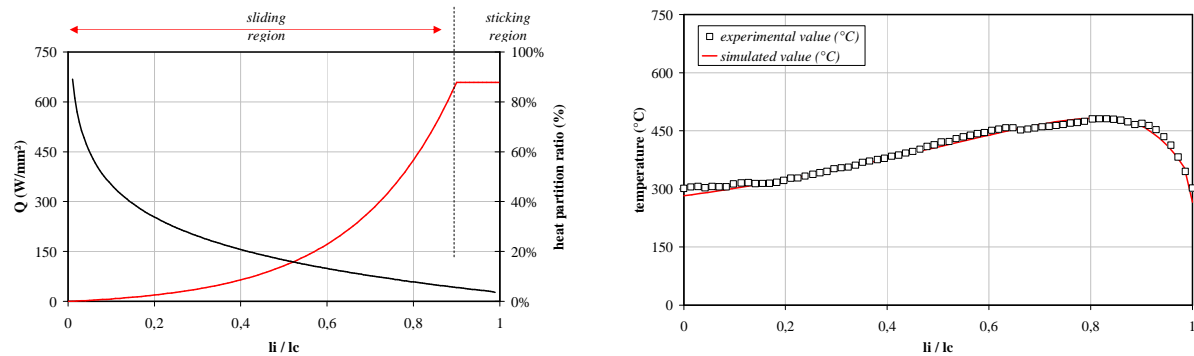 sliding
region
sticking
region
750
600
450
300
150
0
Q (W/mm²)
100%
80%
60%
40%
20%
0%
heat partition ratio (%)
0
0,2
0,4
0,6
0,8
1
li / lc
750
600
450
300
150
temperature (°C)
experimental value (°C)
simulated value (°C)
0
0,2
0,4
0,6
0,8
1
li / lc